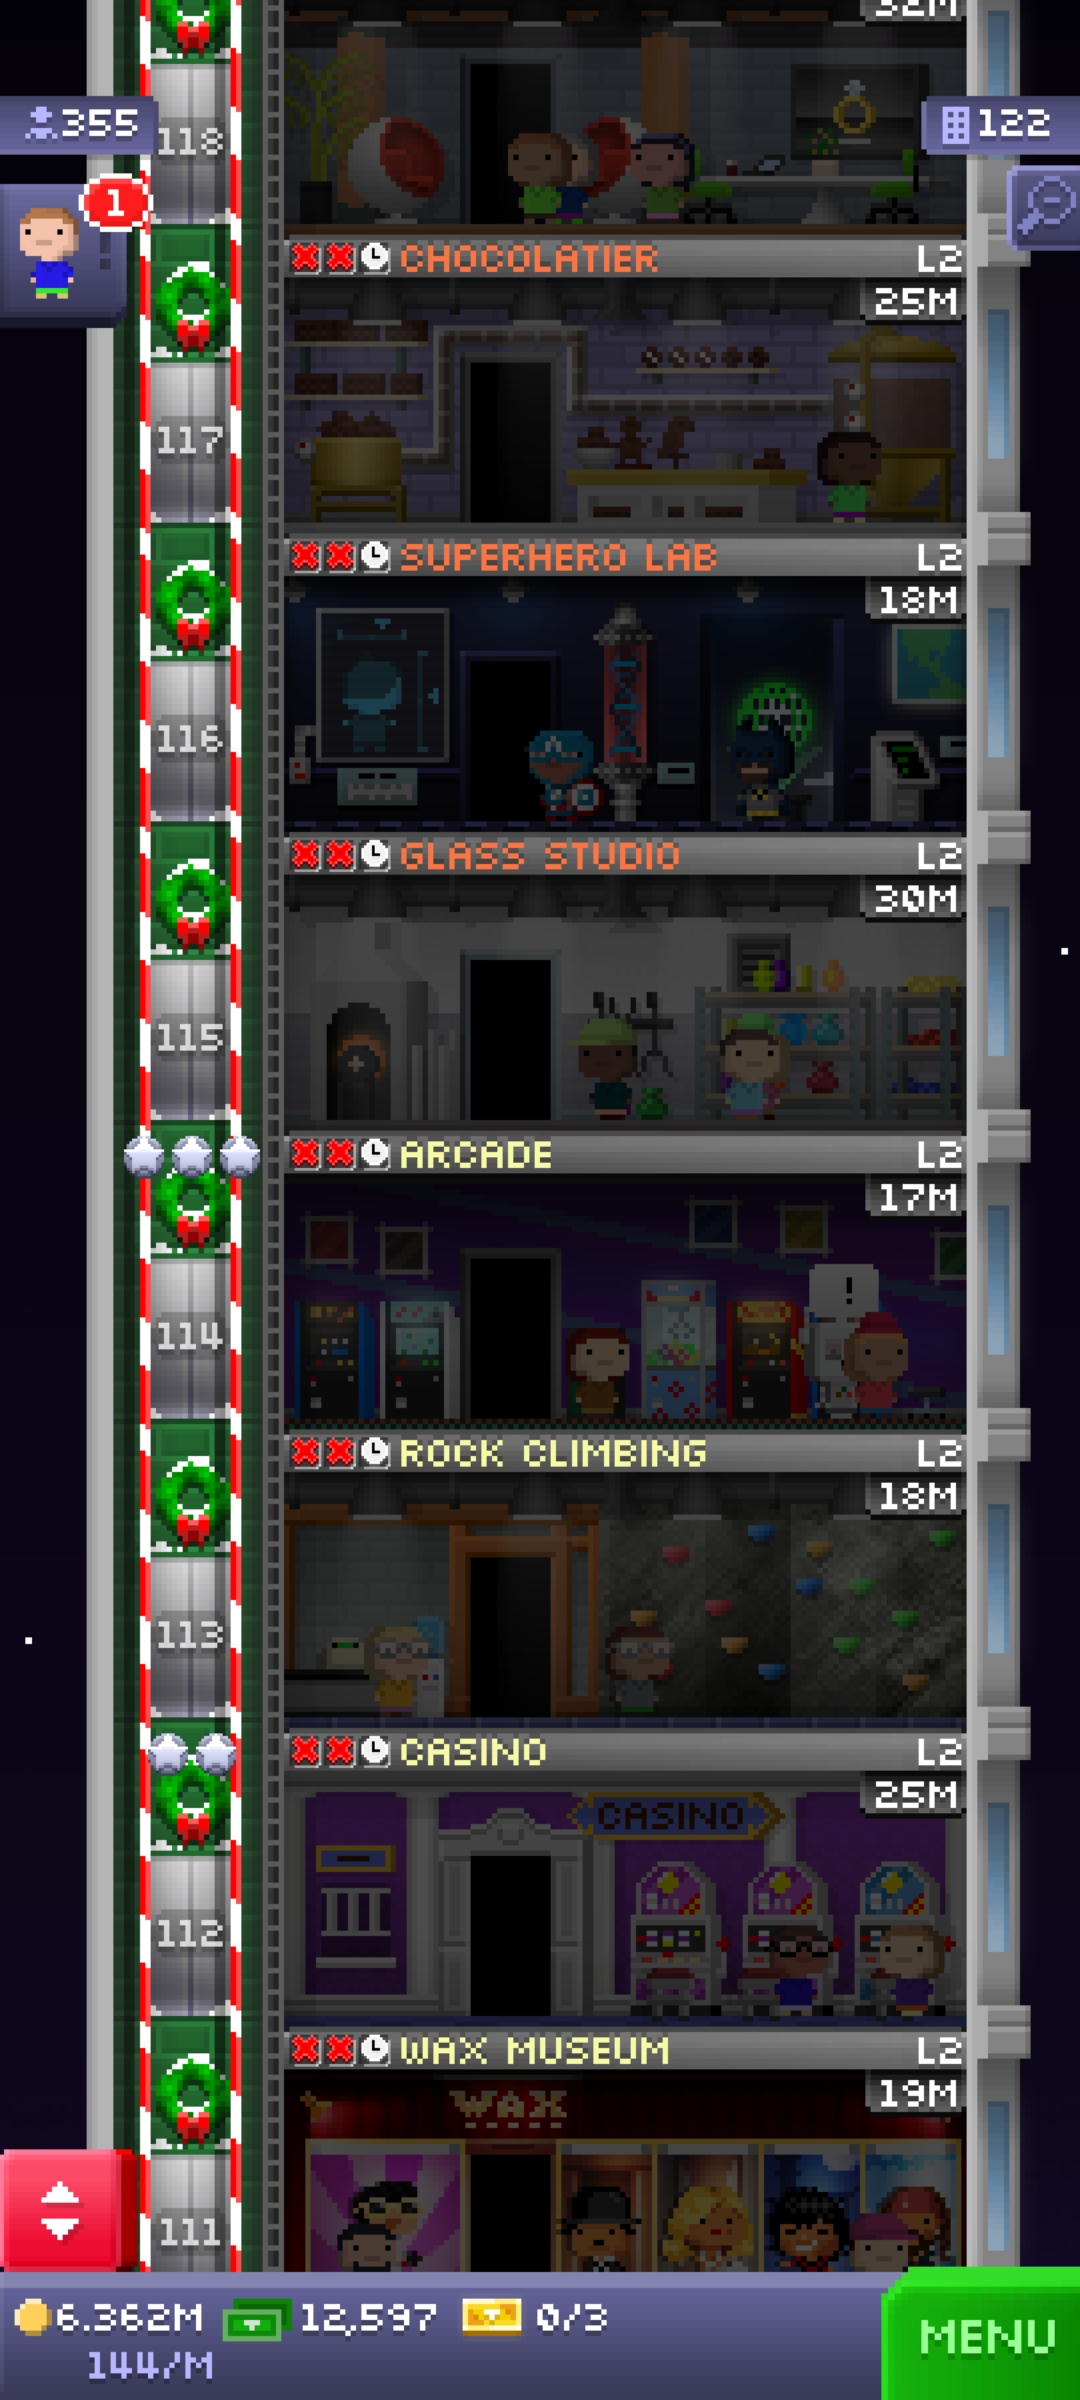 32M
355
118
122
1
CHOCOLATIER L2
25M
117
SUPERHERO LAB L2
18M
116
GLASS STUDIO L2
30M
115
ARCADE L2
17M
!
114
ROCK CLIMBING L2
18M
113
CASINO L2
25M
CASINO
112
WAX MUSEUM L2
19M
WAX
111
6.362M 12,597 0/3
144/M
MENU